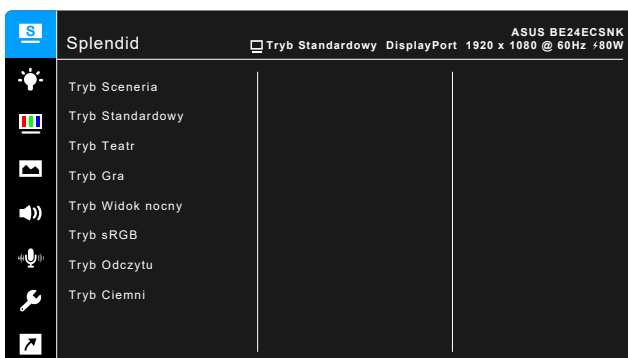 S
ASUS BE24ECSNK
Splendid
Tryb Standardowy DisplayPort 1920 x 1080 @ 60Hz ⚡80W
Tryb Sceneria
Tryb Standardowy
Tryb Teatr
Tryb Gra
Tryb Widok nocny
Tryb sRGB
Tryb Odczytu
Tryb Ciemni